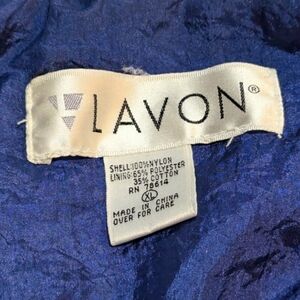 LAVON®
SHELL:100%NYLON
LINING:65% POLYESTER
35% COTTON
RN 78614
XL
MADE IN CHINA
OVER FOR CARE